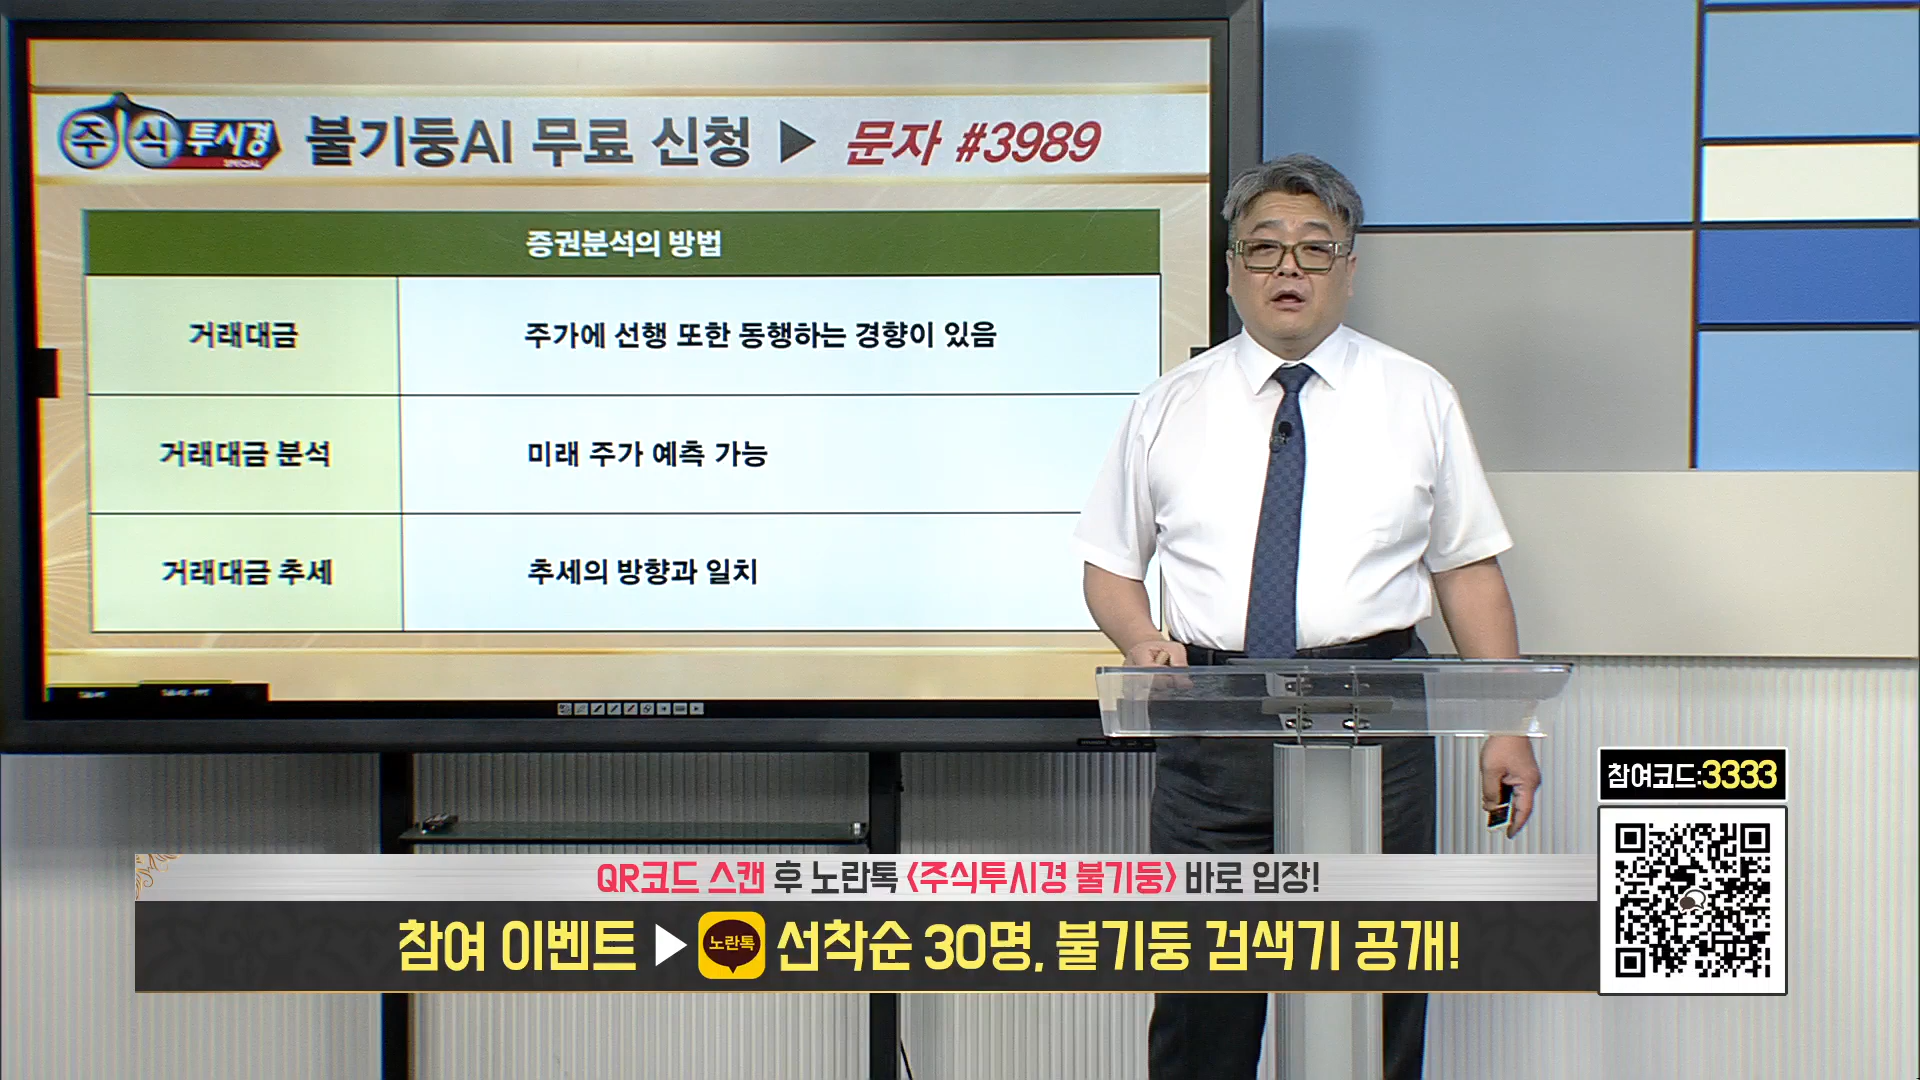 주식투시경
SPECIAL
불기둥AI 무료 신청 ▶ 문자 #3989
증권분석의 방법
거래대금
주가에 선행 또한 동행하는 경향이 있음
거래대금 분석
미래 주가 예측 가능
거래대금 추세
추세의 방향과 일치
참여코드:3333
QR코드 스캔 후 노란톡 <주식투시경 불기둥> 바로 입장!
참여 이벤트 ▶ 노란톡 선착순 30명, 불기둥 검색기 공개!